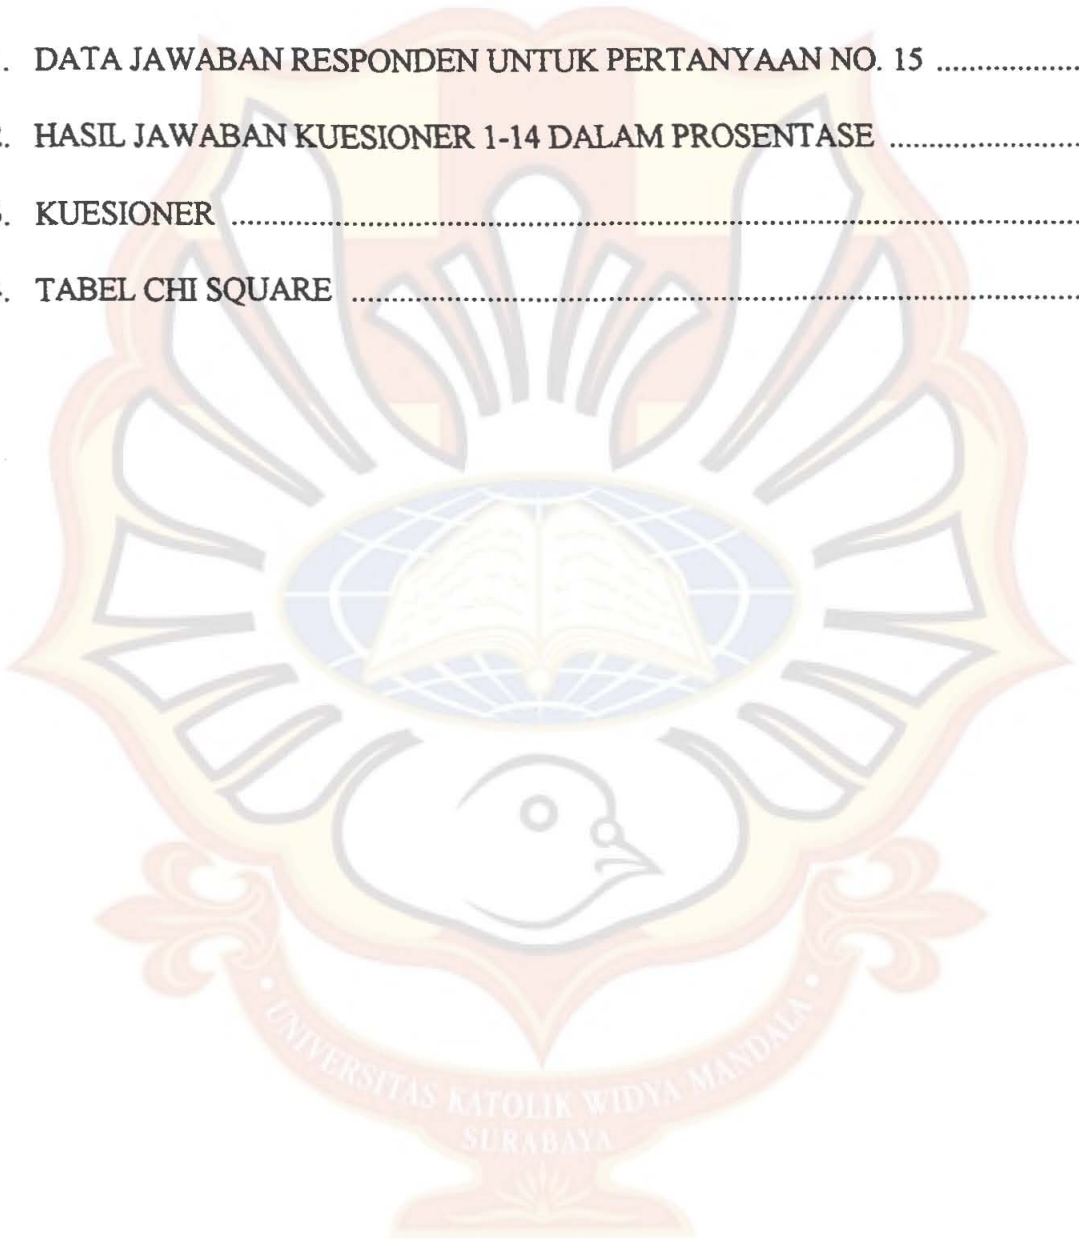 . DATA JAWABAN RESPONDEN UNTUK PERTANYAAN NO. 15 ..................
. HASIL JAWABAN KUESIONER 1-14 DALAM PROSENTASE ........................
. KUESIONER ...............................................................................................
. TABEL CHI SQUARE ................................................................................
UNIVERSITAS KATOLIK WIDYA MANDALA
SURABAYA